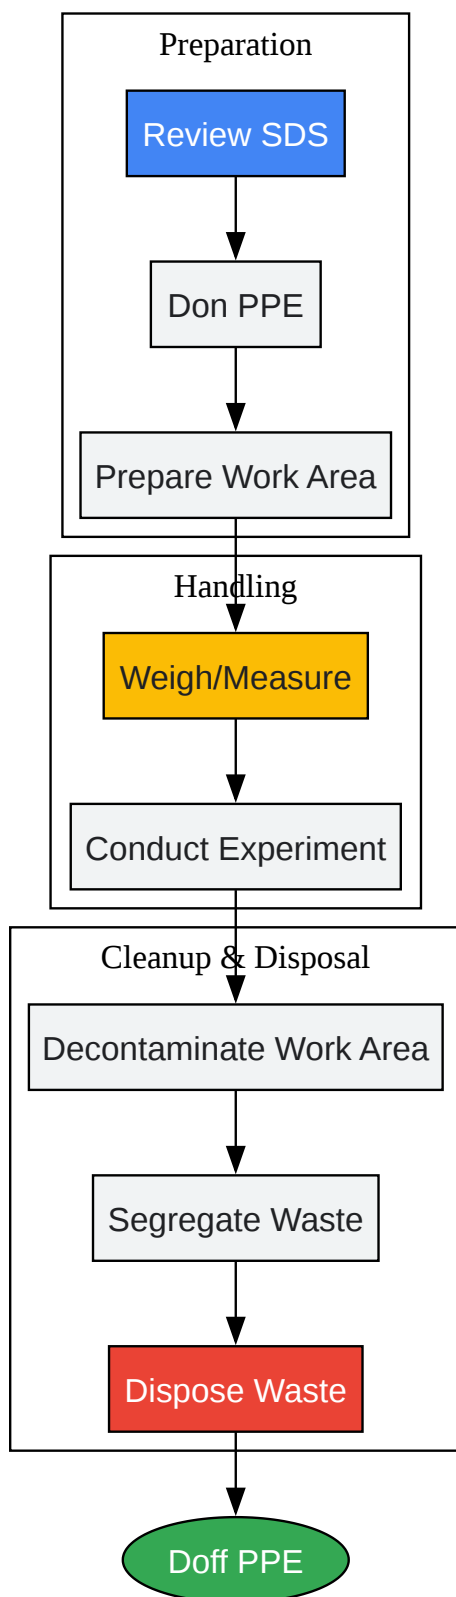 Preparation
Review SDS
Don PPE
Prepare Work Area
Handling
Weigh/Measure
Conduct Experiment
Cleanup & Disposal
Decontaminate Work Area
Segregate Waste
Dispose Waste
Doff PPE